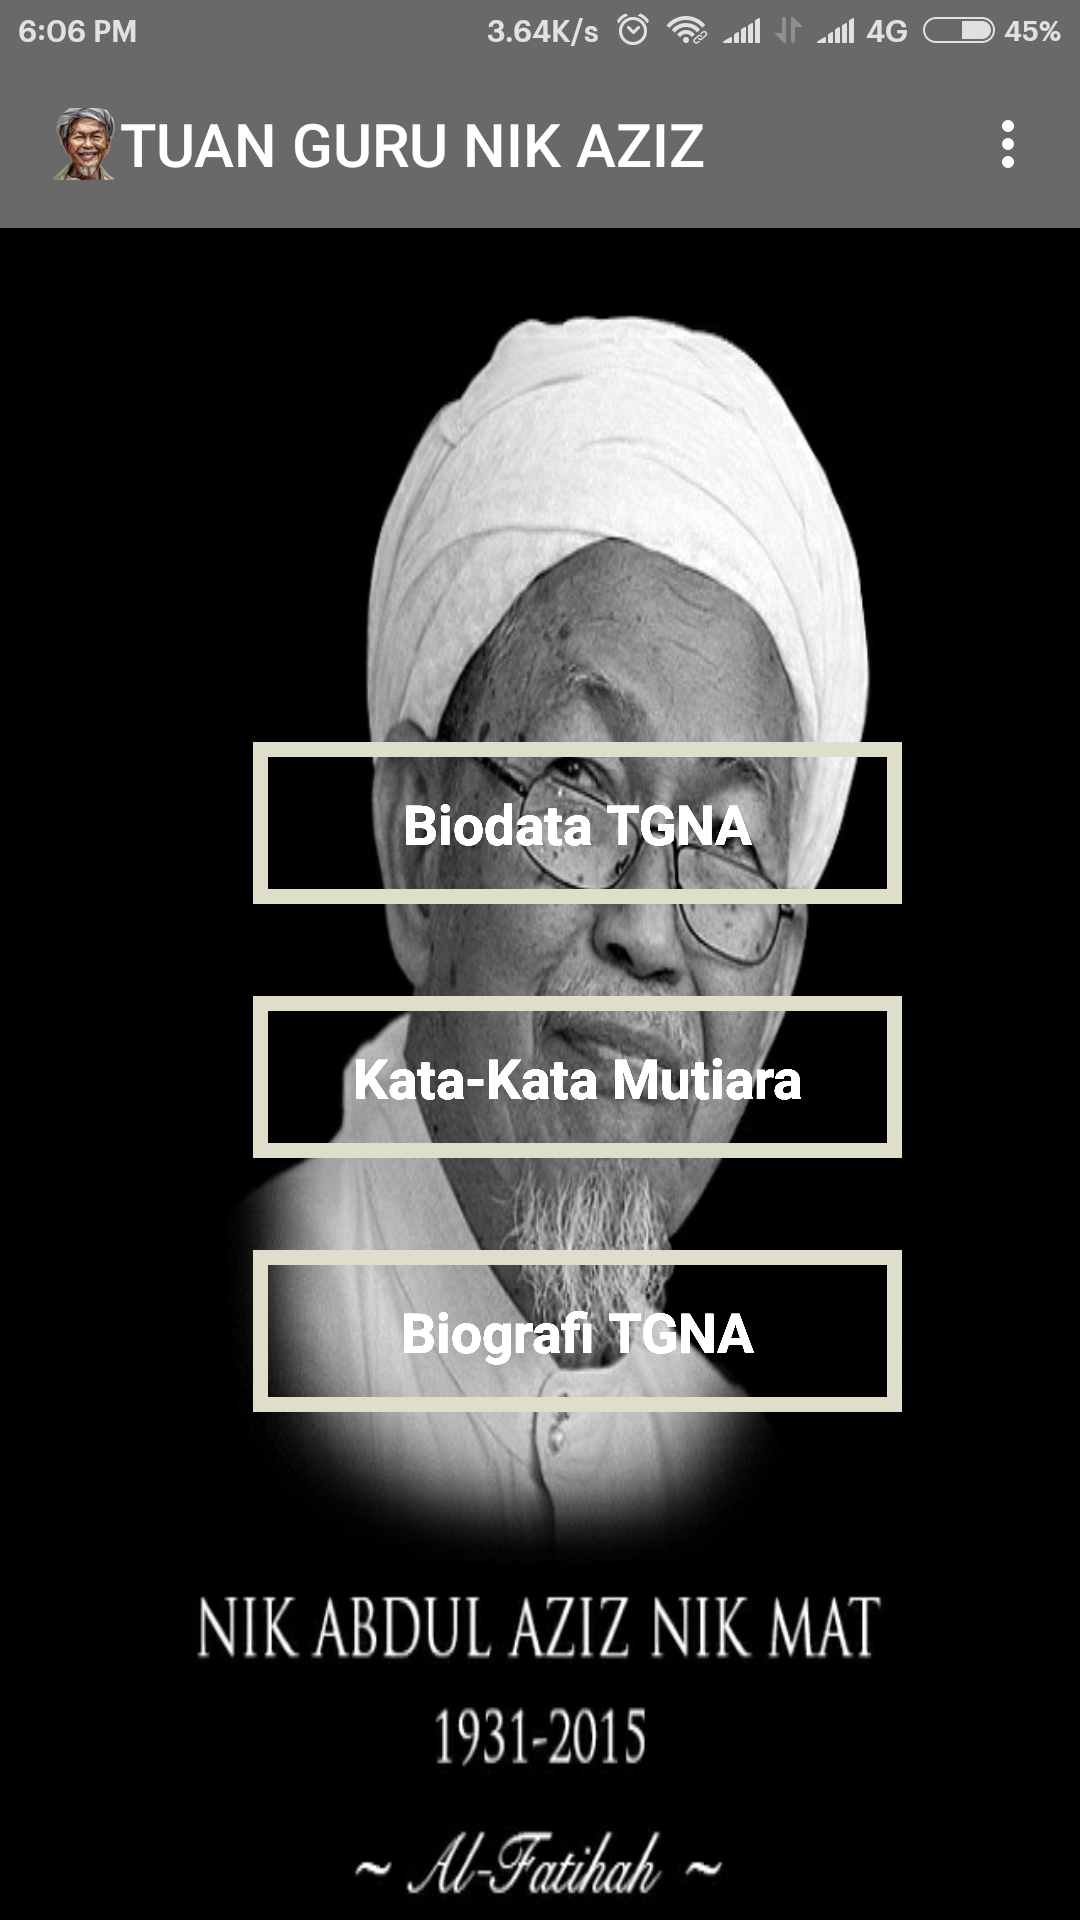 6:06 PM 3.64K/s 4G 45%
TUAN GURU NIK AZIZ
Biodata TGNA
Kata-Kata Mutiara
Biografi TGNA
NIK ABDUL AZIZ NIK MAT
1931-2015
~ Al-Fatihah ~